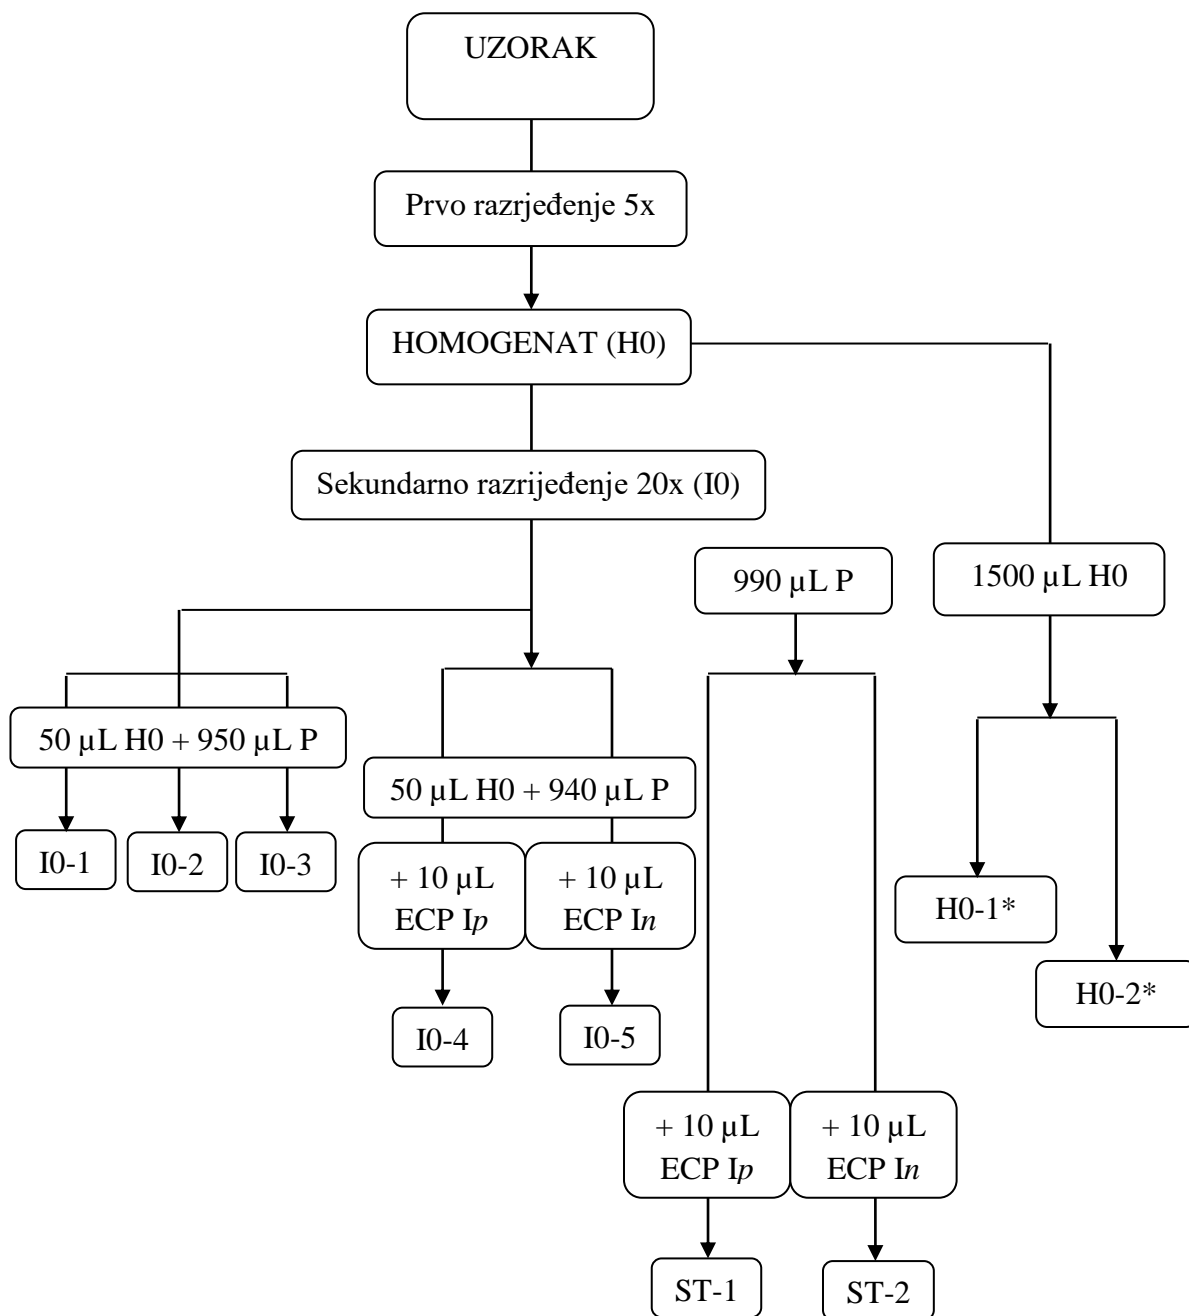 UZORAK
Prvo razrjeđenje 5x
HOMOGENAT (H0)
Sekundarno razrijeđenje 20x (I0)
990 µL P
1500 µL H0
50 µL H0 + 950 µL P
50 µL H0 + 940 µL P
I0-1
I0-2
I0-3
+ 10 µL
ECP Ip
+ 10 µL
ECP In
H0-1*
H0-2*
I0-4
I0-5
+ 10 µL
ECP Ip
+ 10 µL
ECP In
ST-1
ST-2